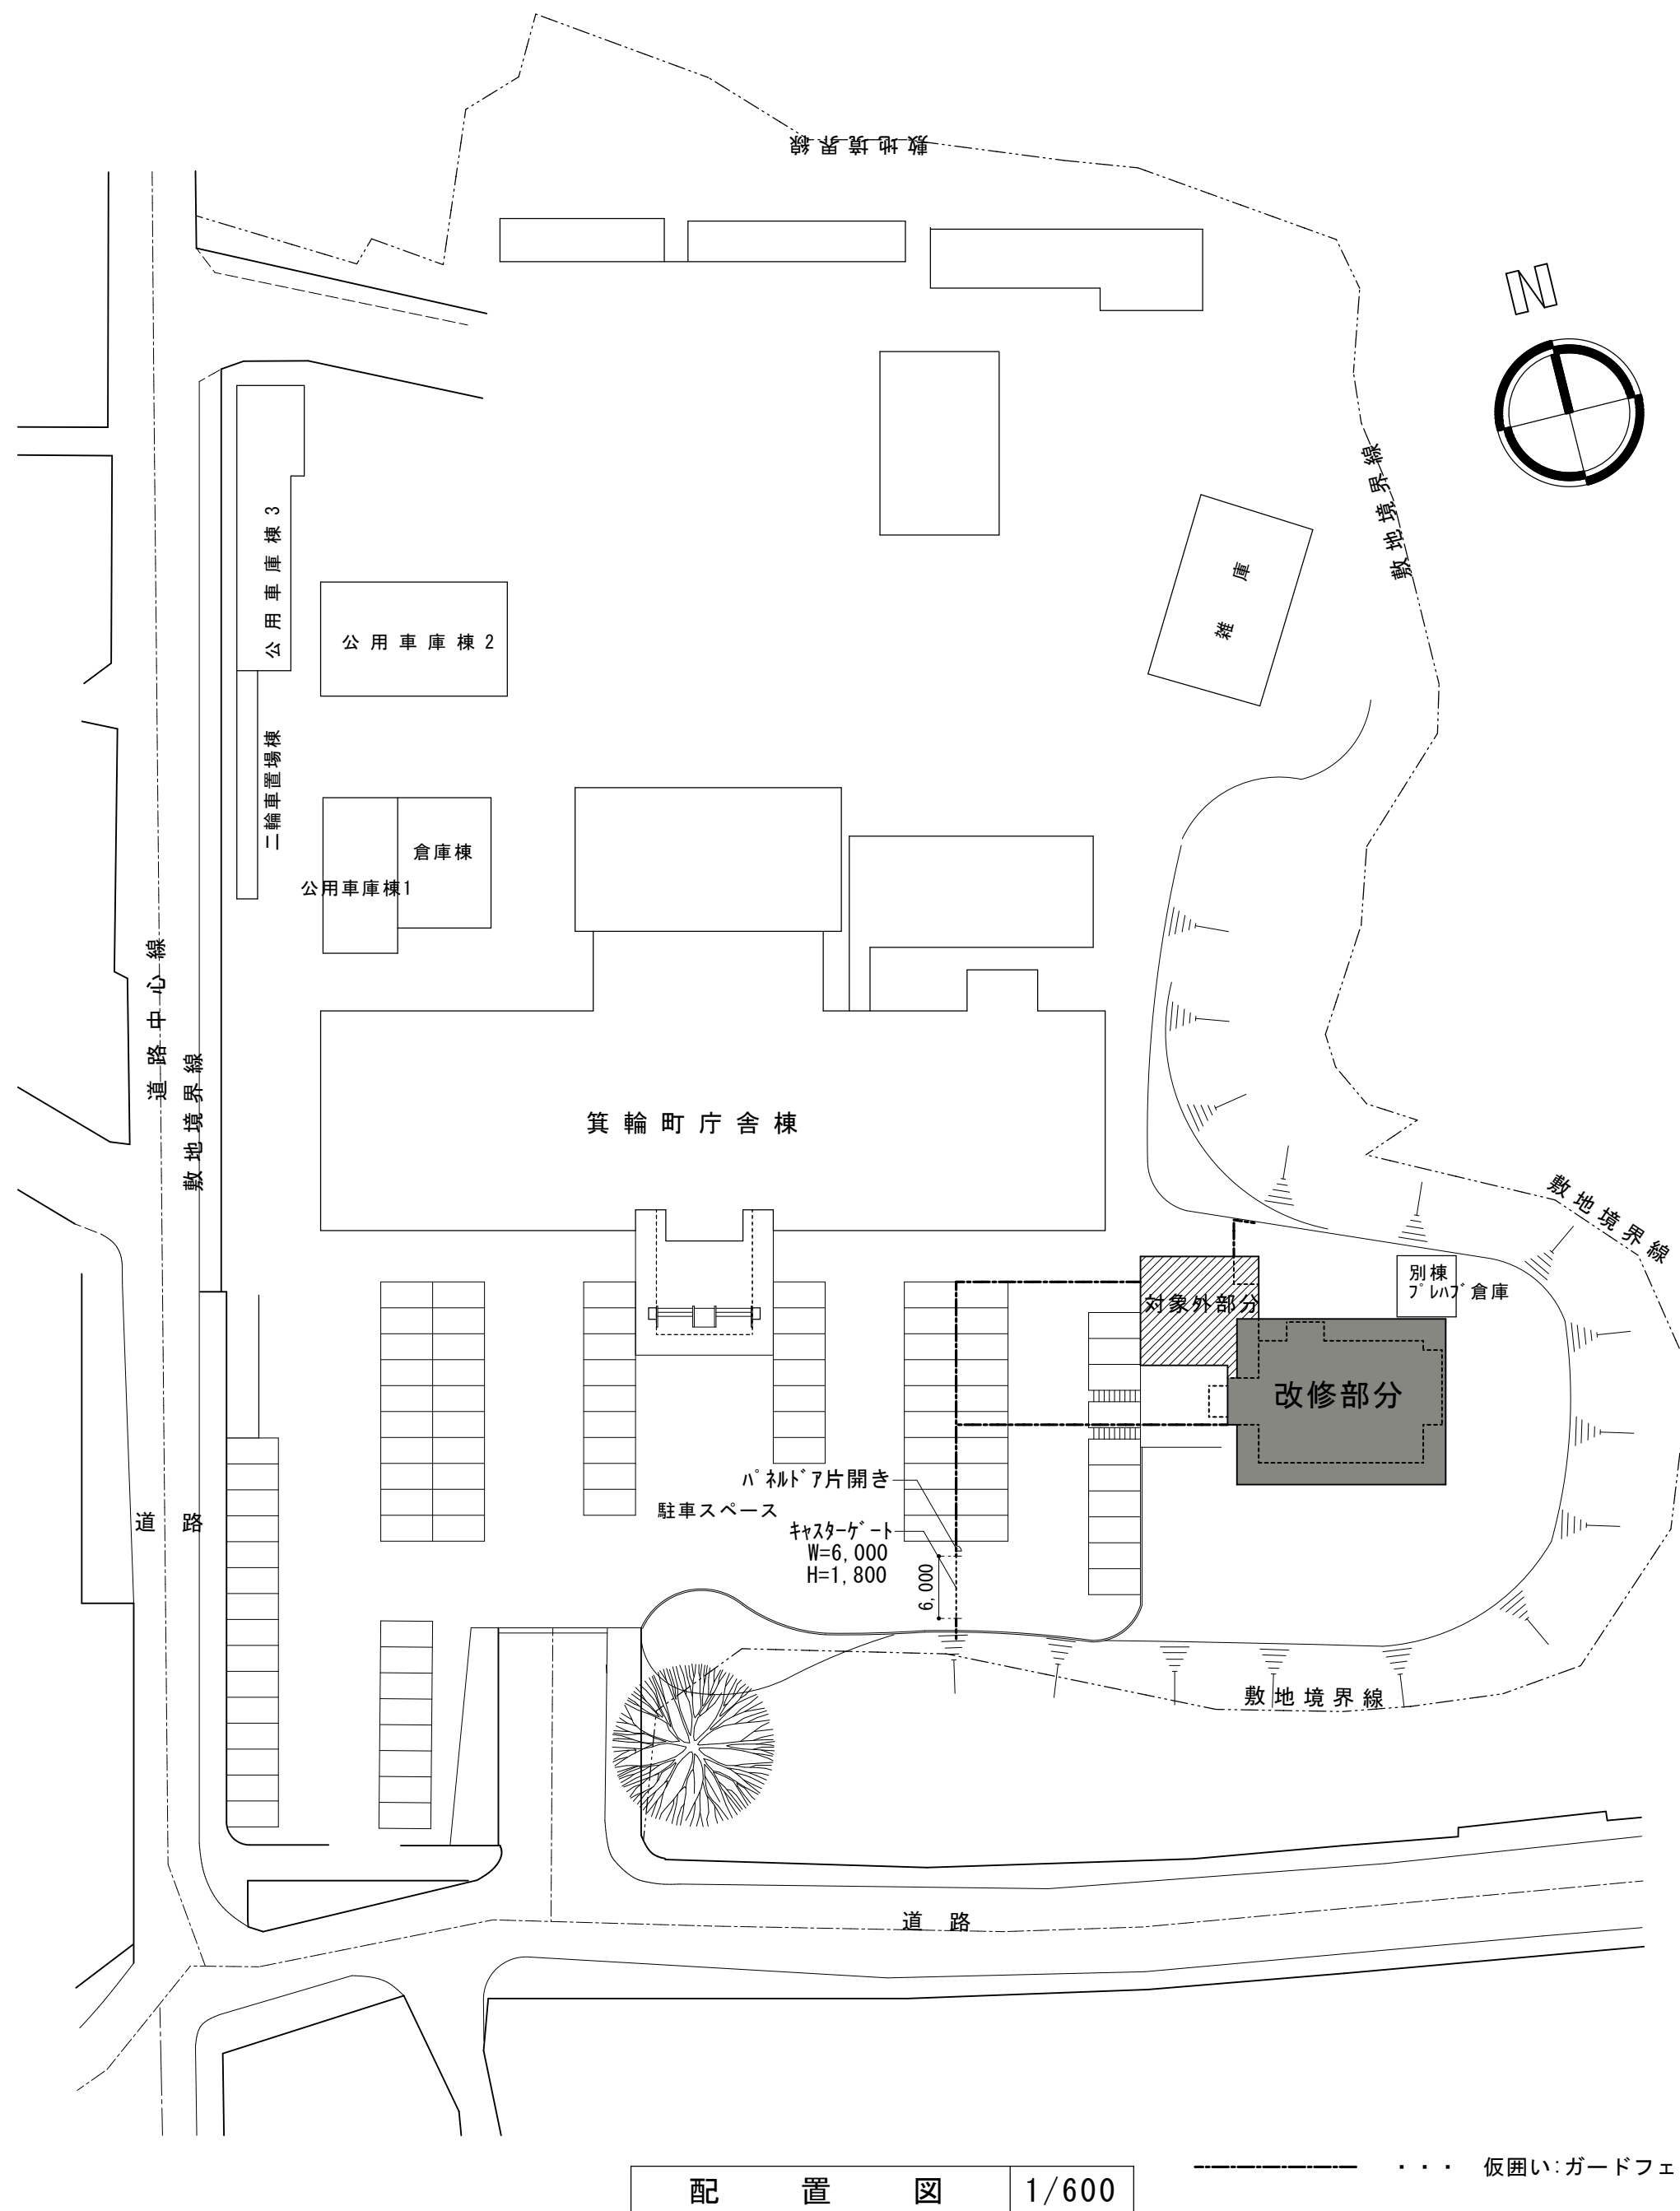 敷地境界線
N
敷地境界線
公用車庫棟3
公用車庫棟2
雑庫
二輪車置場棟
倉庫棟
公用車庫棟1
道路中心線
敷地境界線
箕輪町庁舎棟
敷地境界線
別棟
ﾌﾟﾚﾊﾌﾞ倉庫
対象外部分
改修部分
ﾊﾟﾈﾙﾄﾞｱ片開き
駐車スペース
ｷｬｽﾀｰｹﾞｰﾄ
W=6,000
H=1,800
6,000
道路
敷地境界線
道路
配置図 1/600
・・・ 仮囲い:ガードフェ